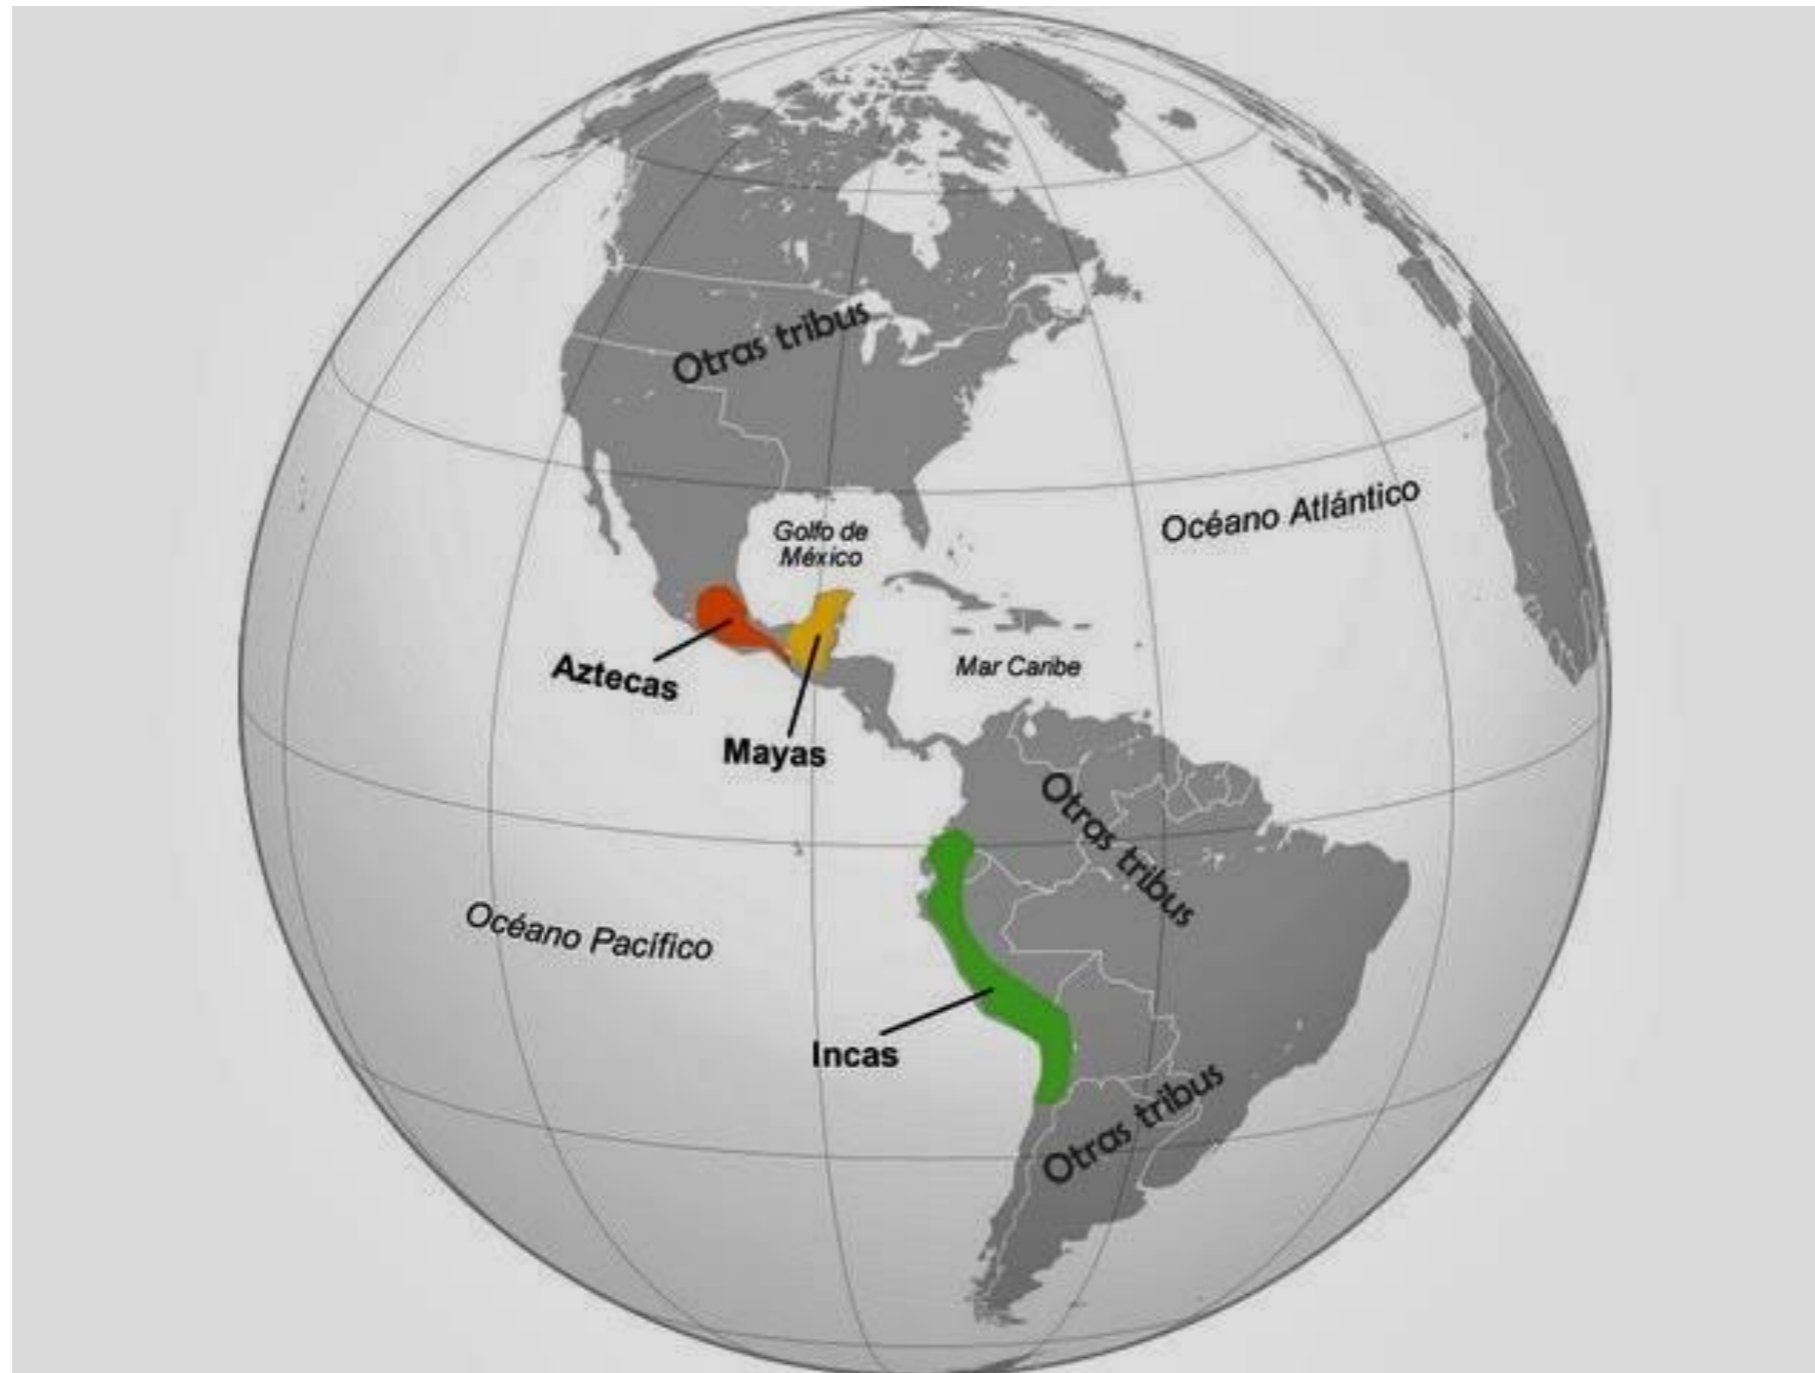 Otras tribus
Golfo de
México
Océano Atlántico
Aztecas
Mar Caribe
Mayas
Otras tribus
Océano Pacífico
Incas
Otras tribus